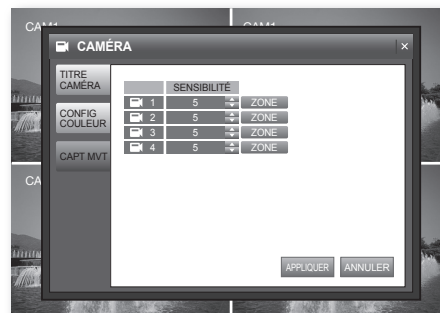 CAM1
CAM1
CAMÉRA
×
TITRE
CAMÉRA
CONFIG
COULEUR
CAPT MVT
SENSIBILITÉ
1 5 ZONE
2 5 ZONE
3 5 ZONE
4 5 ZONE
CA
APPLIQUER ANNULER